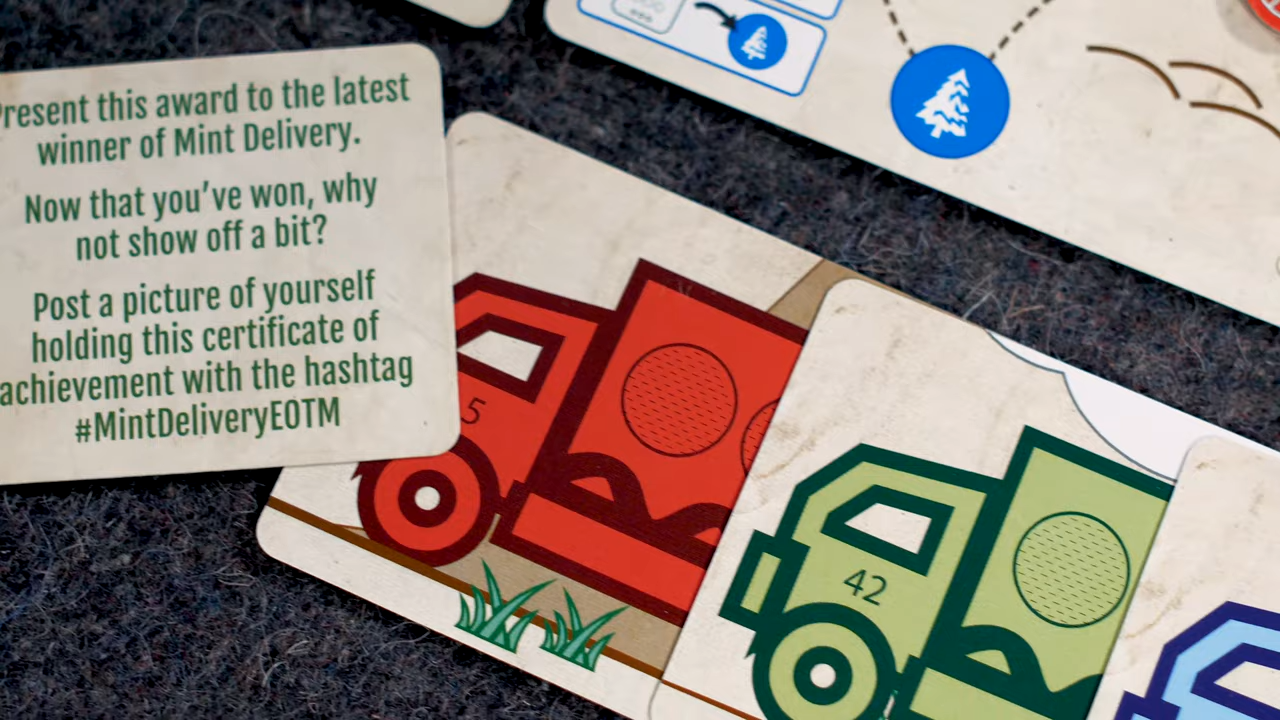 Present this award to the latest
winner of Mint Delivery.
Now that you've won, why
not show off a bit?
Post a picture of yourself
holding this certificate of
achievement with the hashtag
#MintDeliveryEOTM
5
42